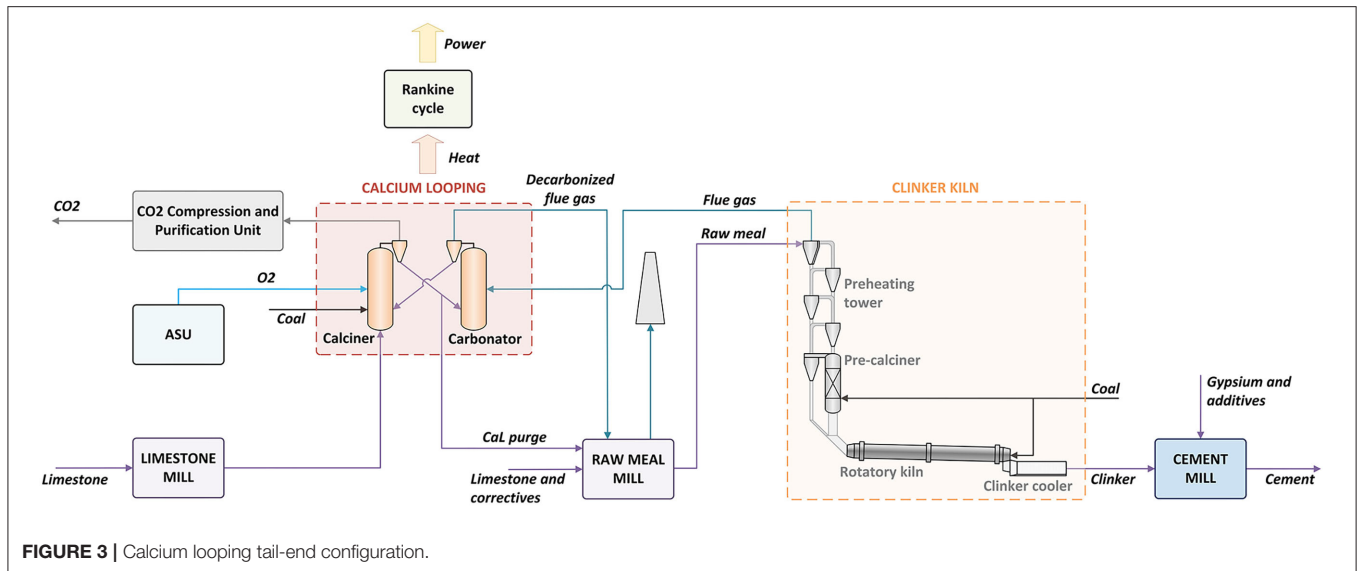 Power
Rankine
cycle
Heat
CALCIUM LOOPING
Decarbonized
flue gas
Flue gas
CLINKER KILN
CO2
CO2 Compression and
Purification Unit
Raw meal
O2
Preheating
tower
Coal
ASU
Calciner
Carbonator
Pre-calciner
Coal
Gypsium and
additives
CaL purge
Limestone
LIMESTONE
MILL
Limestone and
correctives
RAW MEAL
MILL
Rotatory kiln
Clinker cooler
Clinker
CEMENT
MILL
Cement
FIGURE 3 | Calcium looping tail-end configuration.